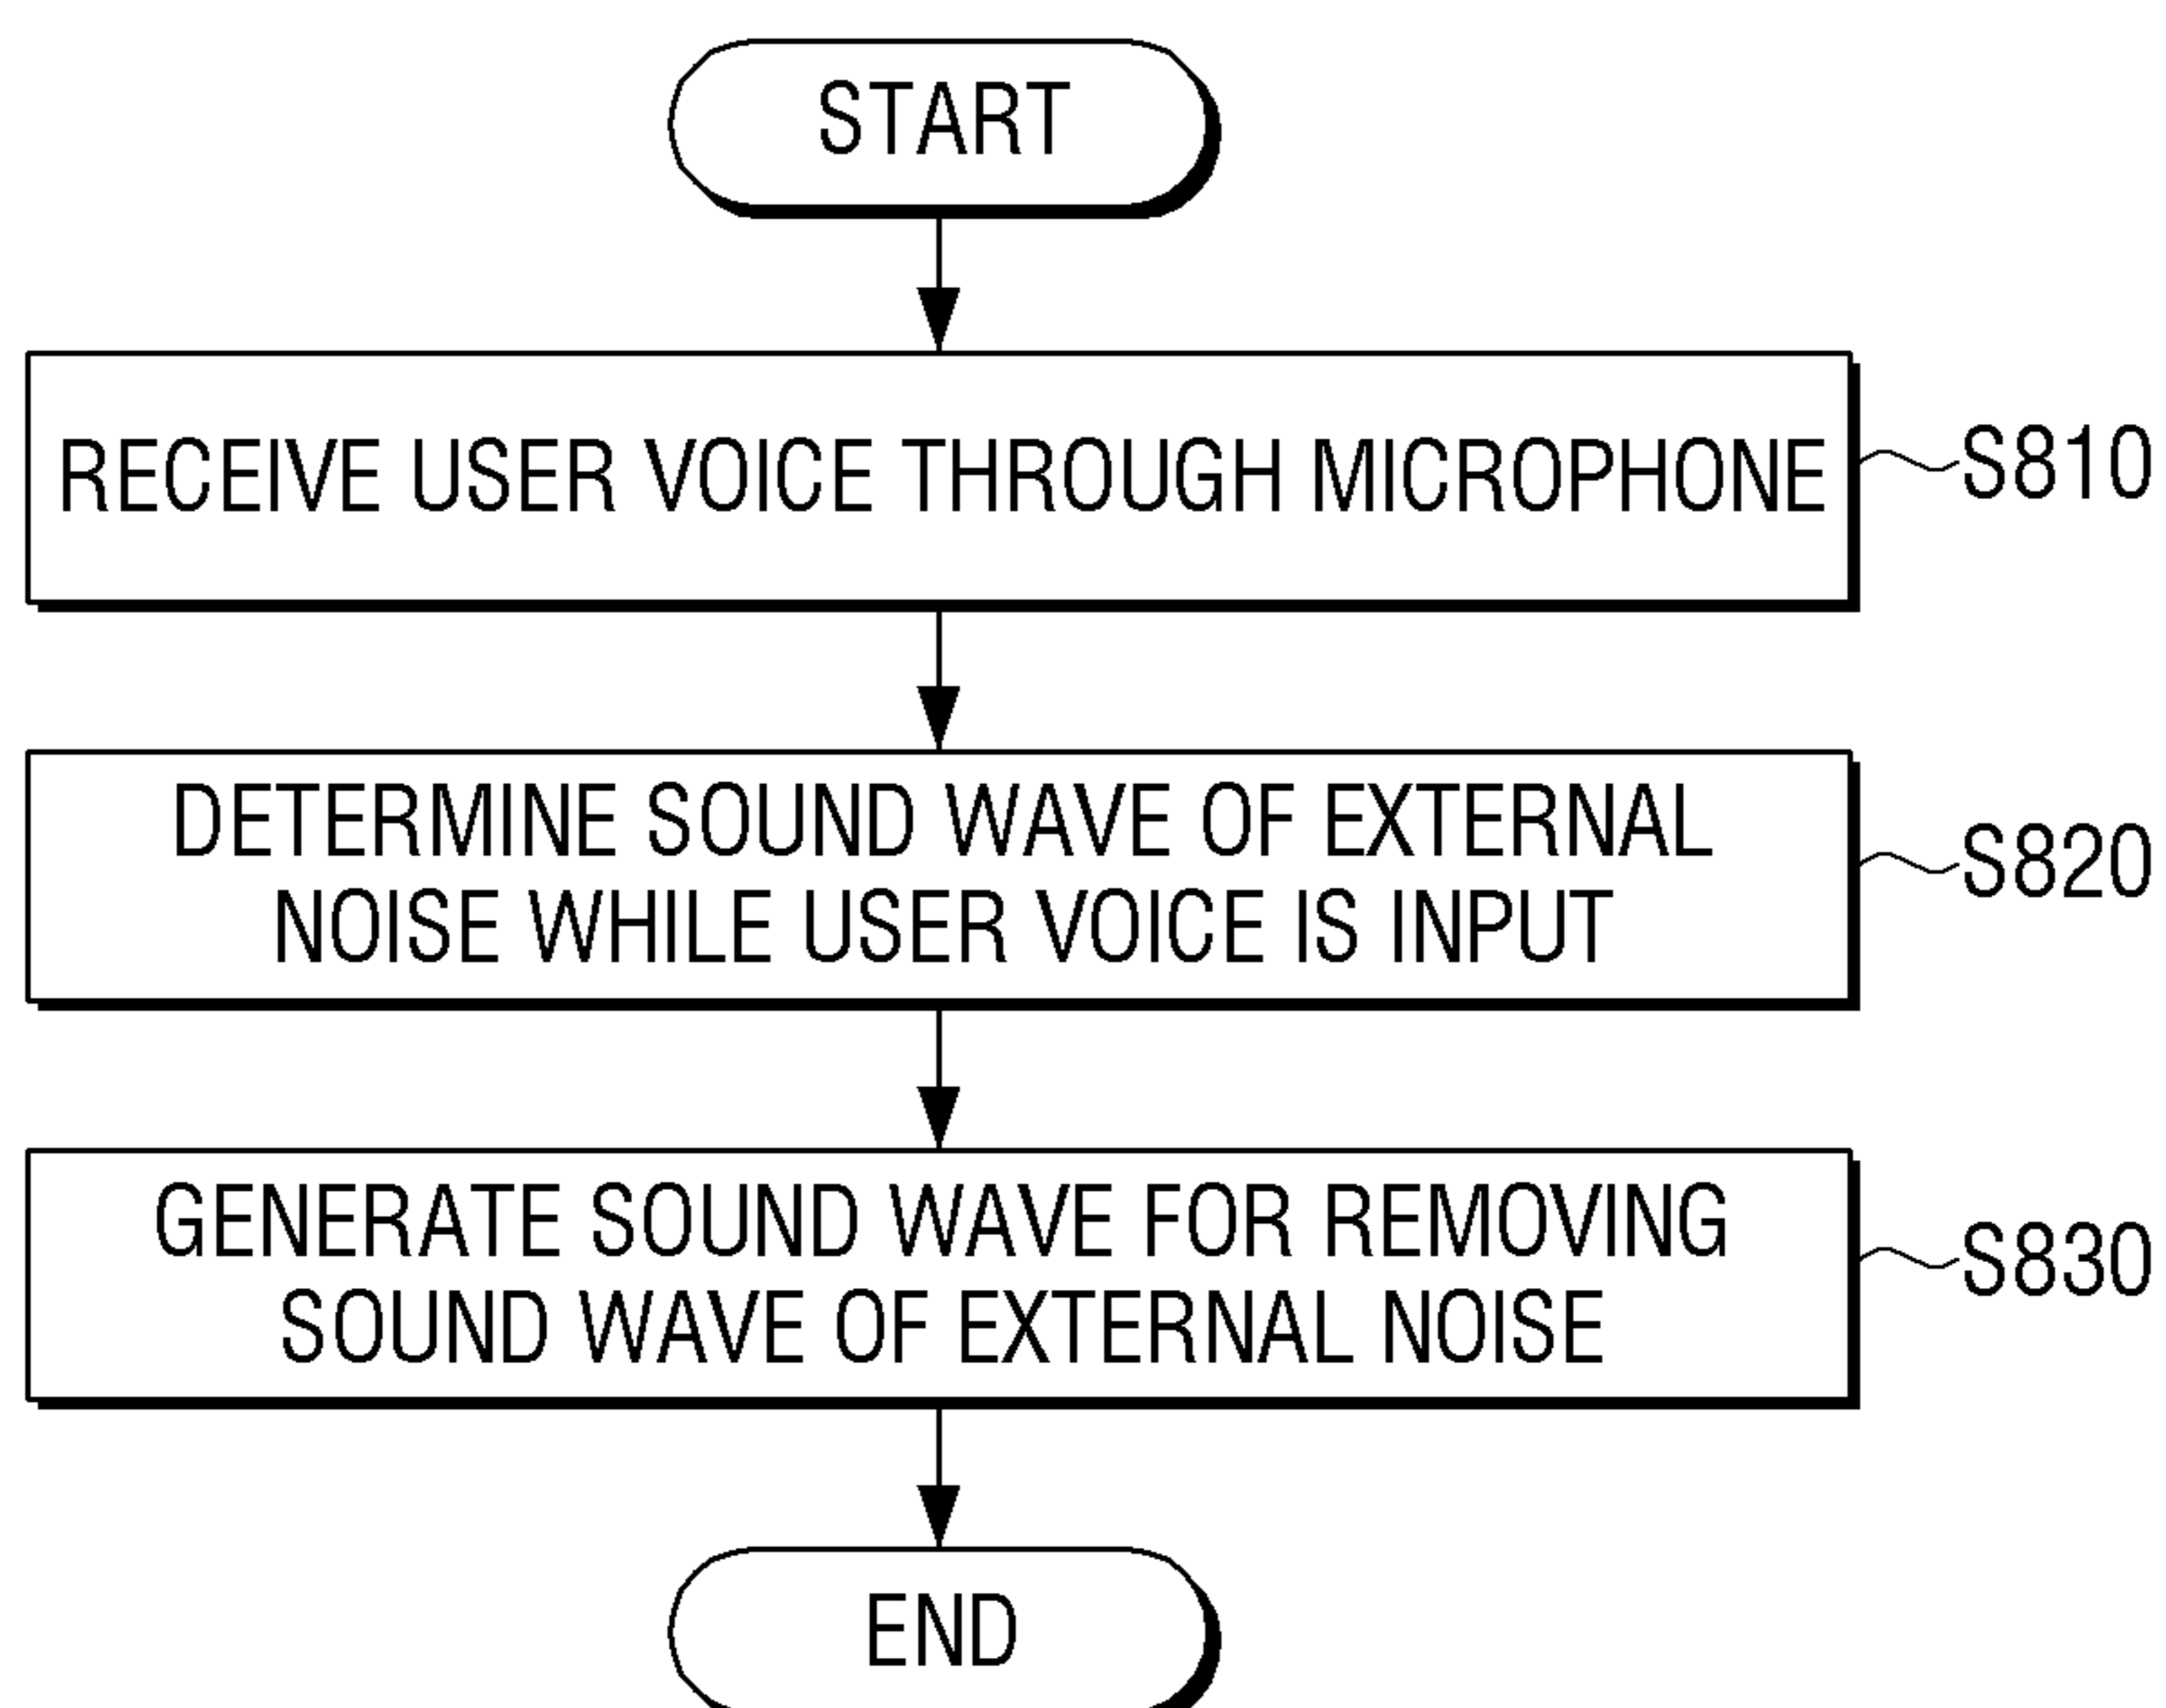 START
RECEIVE USER VOICE THROUGH MICROPHONE
S810
DETERMINE SOUND WAVE OF EXTERNAL
NOISE WHILE USER VOICE IS INPUT
S820
GENERATE SOUND WAVE FOR REMOVING
SOUND WAVE OF EXTERNAL NOISE
S830
END